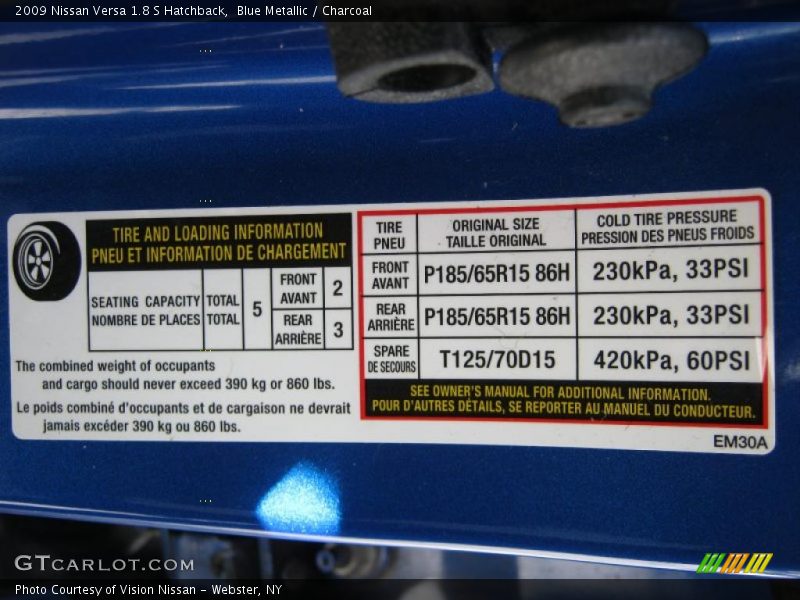 2009 Nissan Versa 1.8 S Hatchback,  Blue Metallic / Charcoal
TIRE AND LOADING INFORMATION
PNEU ET INFORMATION DE CHARGEMENT
SEATING CAPACITY
NOMBRE DE PLACES
TOTAL
TOTAL
5
FRONT
AVANT
2
REAR
ARRIÈRE
3
The combined weight of occupants
and cargo should never exceed 390 kg or 860 lbs.
Le poids combiné d'occupants et de cargaison ne devrait
jamais excéder 390 kg ou 860 lbs.
TIRE
PNEU
ORIGINAL SIZE
TAILLE ORIGINAL
COLD TIRE PRESSURE
PRESSION DES PNEUS FROIDS
FRONT
AVANT
P185/65R15 86H
230kPa, 33PSI
REAR
ARRIÈRE
P185/65R15 86H
230kPa, 33PSI
SPARE
DE SECOURS
T125/70D15
420kPa, 60PSI
SEE OWNER'S MANUAL FOR ADDITIONAL INFORMATION.
POUR D'AUTRES DÉTAILS, SE REPORTER AU MANUEL DU CONDUCTEUR.
EM30A
GTCARLOT.COM
Photo Courtesy of Vision Nissan - Webster, NY